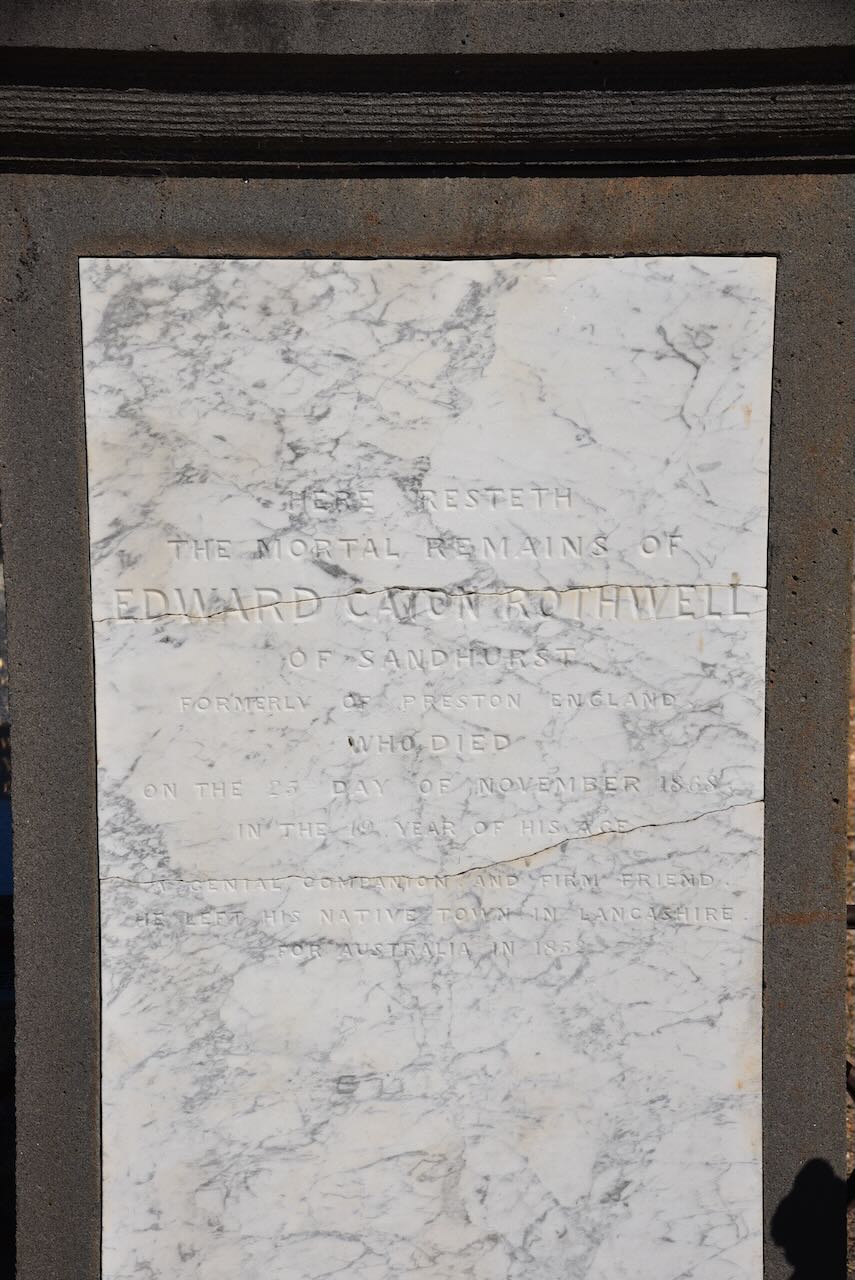 HERE RESTETH
THE MORTAL REMAINS OF
EDWARD CATON ROTHWELL
OF SANDHURST
FORMERLY OF PRESTON ENGLAND
WHO DIED
ON THE 25 DAY OF NOVEMBER 1868
IN THE YEAR OF HIS AGE
A GENIAL COMPANION AND FIRM FRIEND.
HE LEFT HIS NATIVE TOWN IN LANCASHIRE.
FOR AUSTRALIA IN